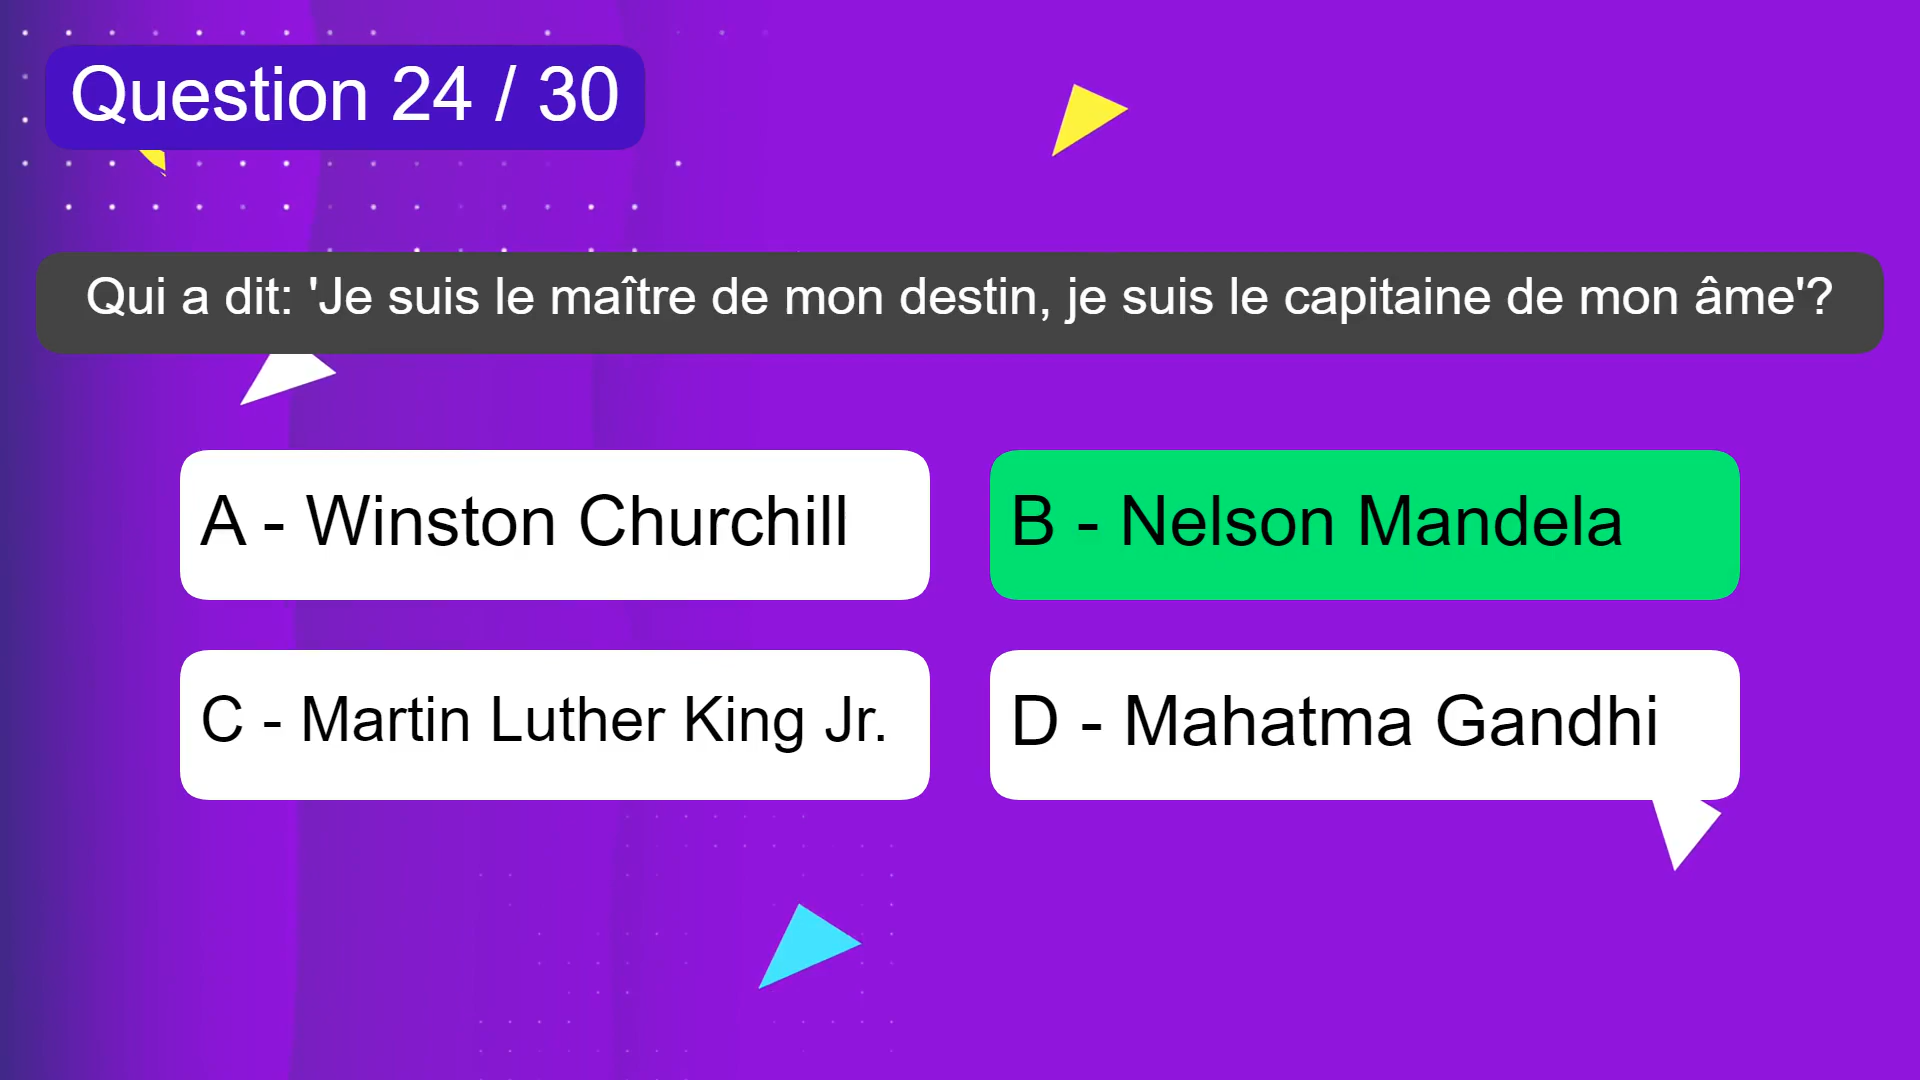 Question 24 / 30
Qui a dit: 'Je suis le maître de mon destin, je suis le capitaine de mon âme'?
A - Winston Churchill
B - Nelson Mandela
C - Martin Luther King Jr.
D - Mahatma Gandhi